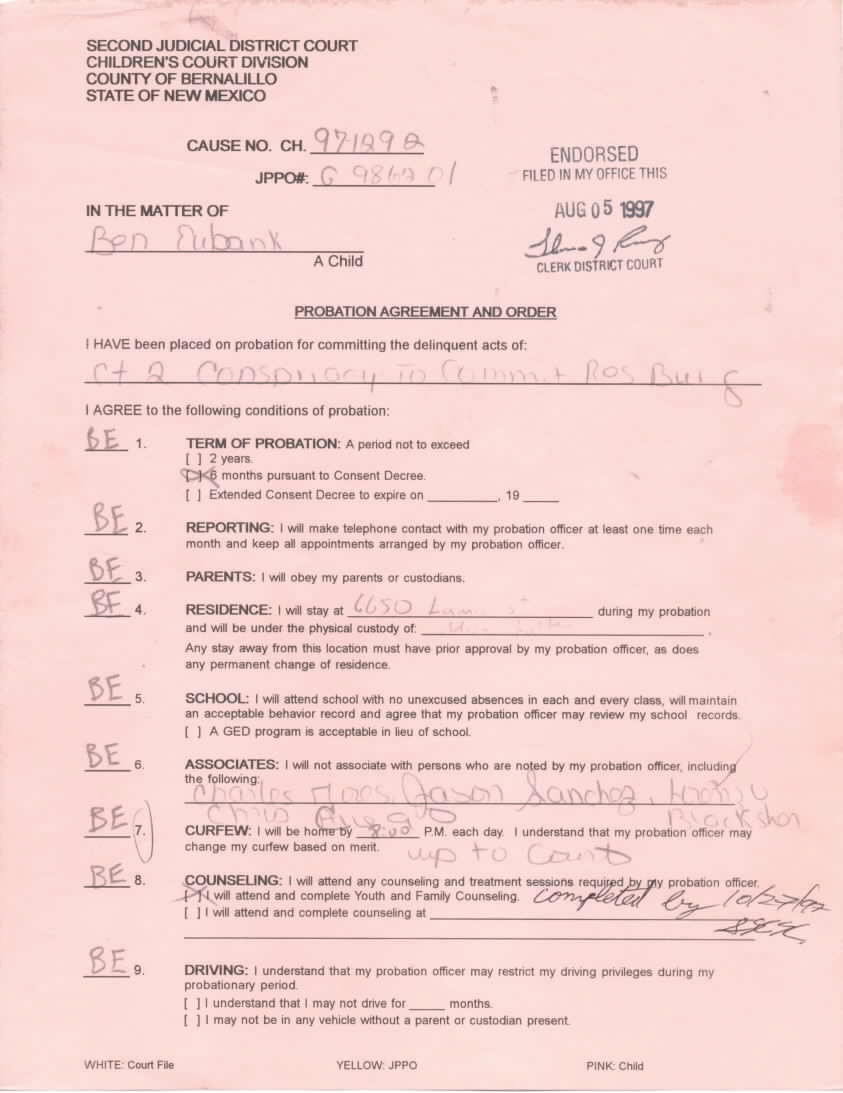 SECOND JUDICIAL DISTRICT COURT
CHILDREN'S COURT DIVISION
COUNTY OF BERNALILLO
STATE OF NEW MEXICO
CAUSE NO. CH. 97129 2
JPPO#: G 9867 01
ENDORSED
FILED IN MY OFFICE THIS
AUG 05 1997
CLERK DISTRICT COURT
IN THE MATTER OF
Ben Eubank
A Child
PROBATION AGREEMENT AND ORDER
I HAVE been placed on probation for committing the delinquent acts of:
Ct 2 Conspiracy To Commit Res Burg
I AGREE to the following conditions of probation:
BE 1. TERM OF PROBATION: A period not to exceed
[ ] 2 years.
[X] 6 months pursuant to Consent Decree.
[ ] Extended Consent Decree to expire on ________, 19 ____
BE 2. REPORTING: I will make telephone contact with my probation officer at least one time each
month and keep all appointments arranged by my probation officer.
BE 3. PARENTS: I will obey my parents or custodians.
BE 4. RESIDENCE: I will stay at 6650 during my probation
and will be under the physical custody of:
Any stay away from this location must have prior approval by my probation officer, as does
any permanent change of residence.
BE 5. SCHOOL: I will attend school with no unexcused absences in each and every class, will maintain
an acceptable behavior record and agree that my probation officer may review my school records.
[ ] A GED program is acceptable in lieu of school.
BE 6. ASSOCIATES: I will not associate with persons who are noted by my probation officer, including
the following: Charles Jason Sanchez,
Chris
BE 7. CURFEW: I will be home by 8:00 P.M. each day. I understand that my probation officer may
change my curfew based on merit. up to Court
BE 8. COUNSELING: I will attend any counseling and treatment sessions required by my probation officer.
[X] I will attend and complete Youth and Family Counseling. completed by 10/27/97
[ ] I will attend and complete counseling at
BE 9. DRIVING: I understand that my probation officer may restrict my driving privileges during my
probationary period.
[ ] I understand that I may not drive for _____ months.
[ ] I may not be in any vehicle without a parent or custodian present.
WHITE: Court File YELLOW: JPPO PINK: Child